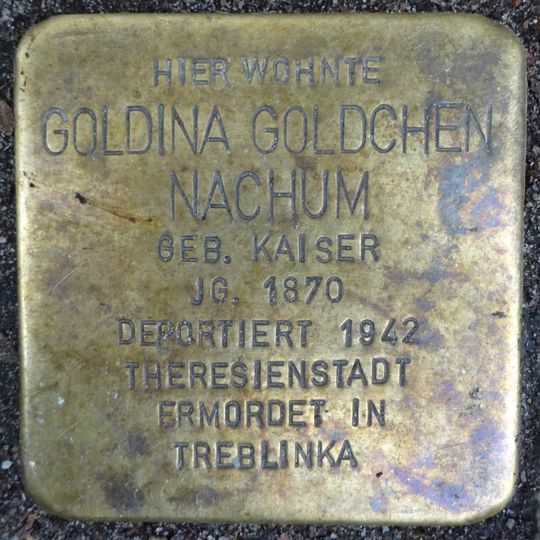 HIER WOHNTE
GOLDINA GOLDCHEN
NACHUM
GEB. KAISER
JG. 1870
DEPORTIERT 1942
THERESIENSTADT
ERMORDET IN
TREBLINKA